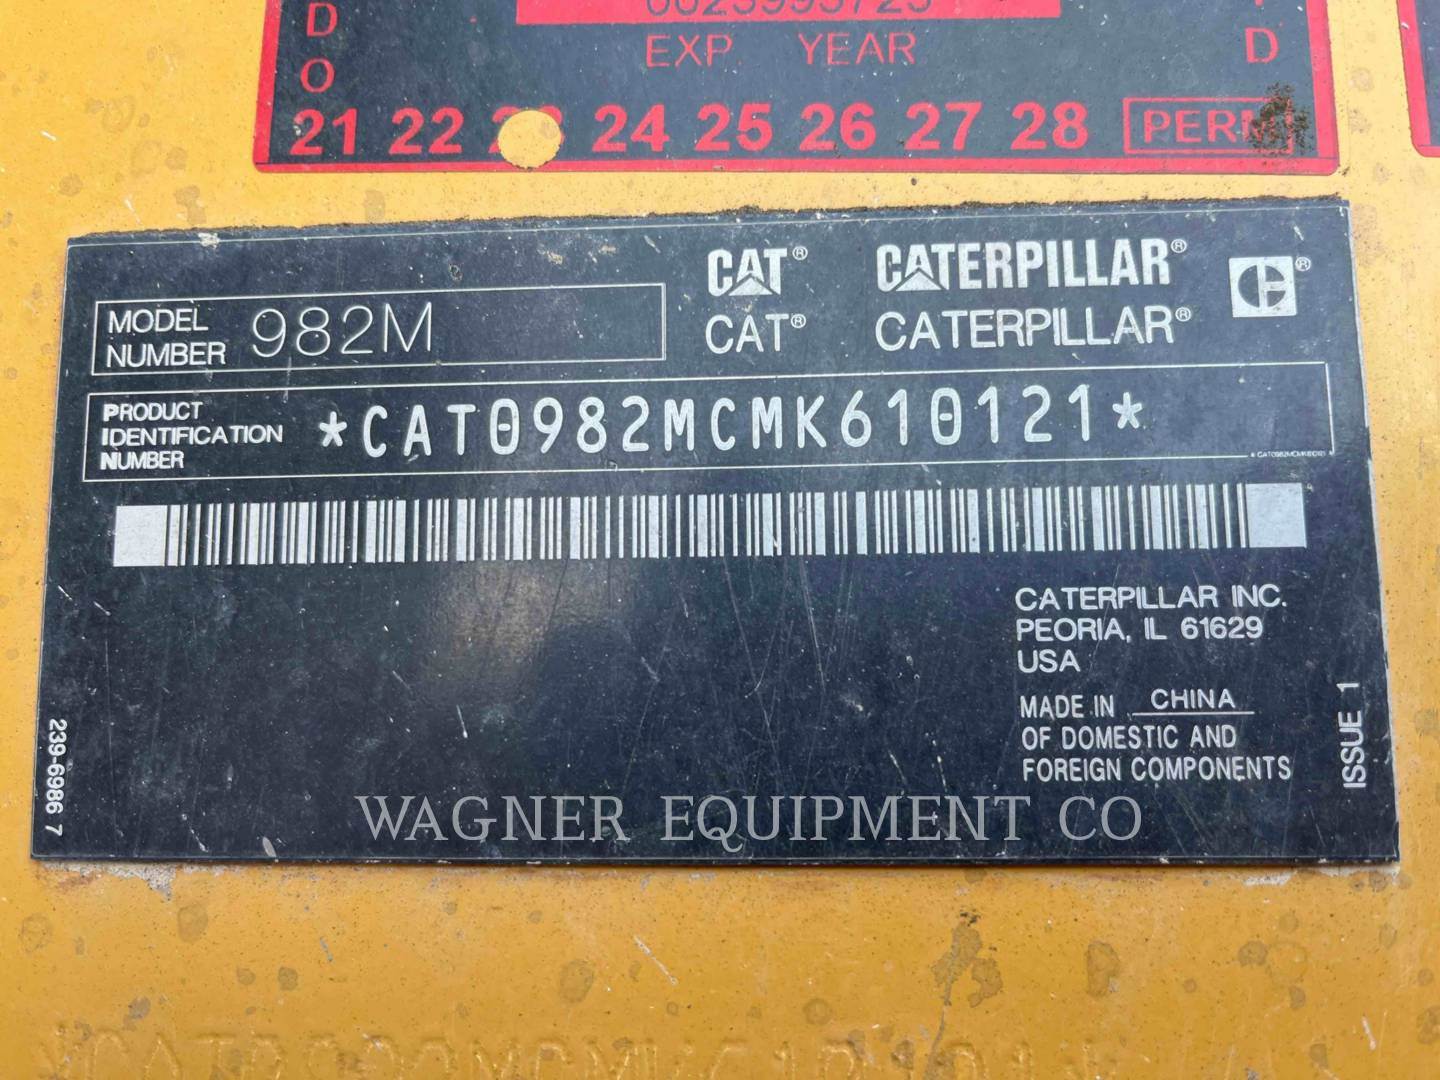 D
O
D
EXP YEAR
21 22 23 24 25 26 27 28 PERM
CAT® CATERPILLAR®
CAT® CATERPILLAR®
MODEL
NUMBER 982M
PRODUCT
IDENTIFICATION
NUMBER
*CAT0982MCMK610121*
*CAT0982MCMK610121*
CATERPILLAR INC.
PEORIA, IL 61629
USA
MADE IN CHINA
OF DOMESTIC AND
FOREIGN COMPONENTS
ISSUE 1
239-6986 7
WAGNER EQUIPMENT CO